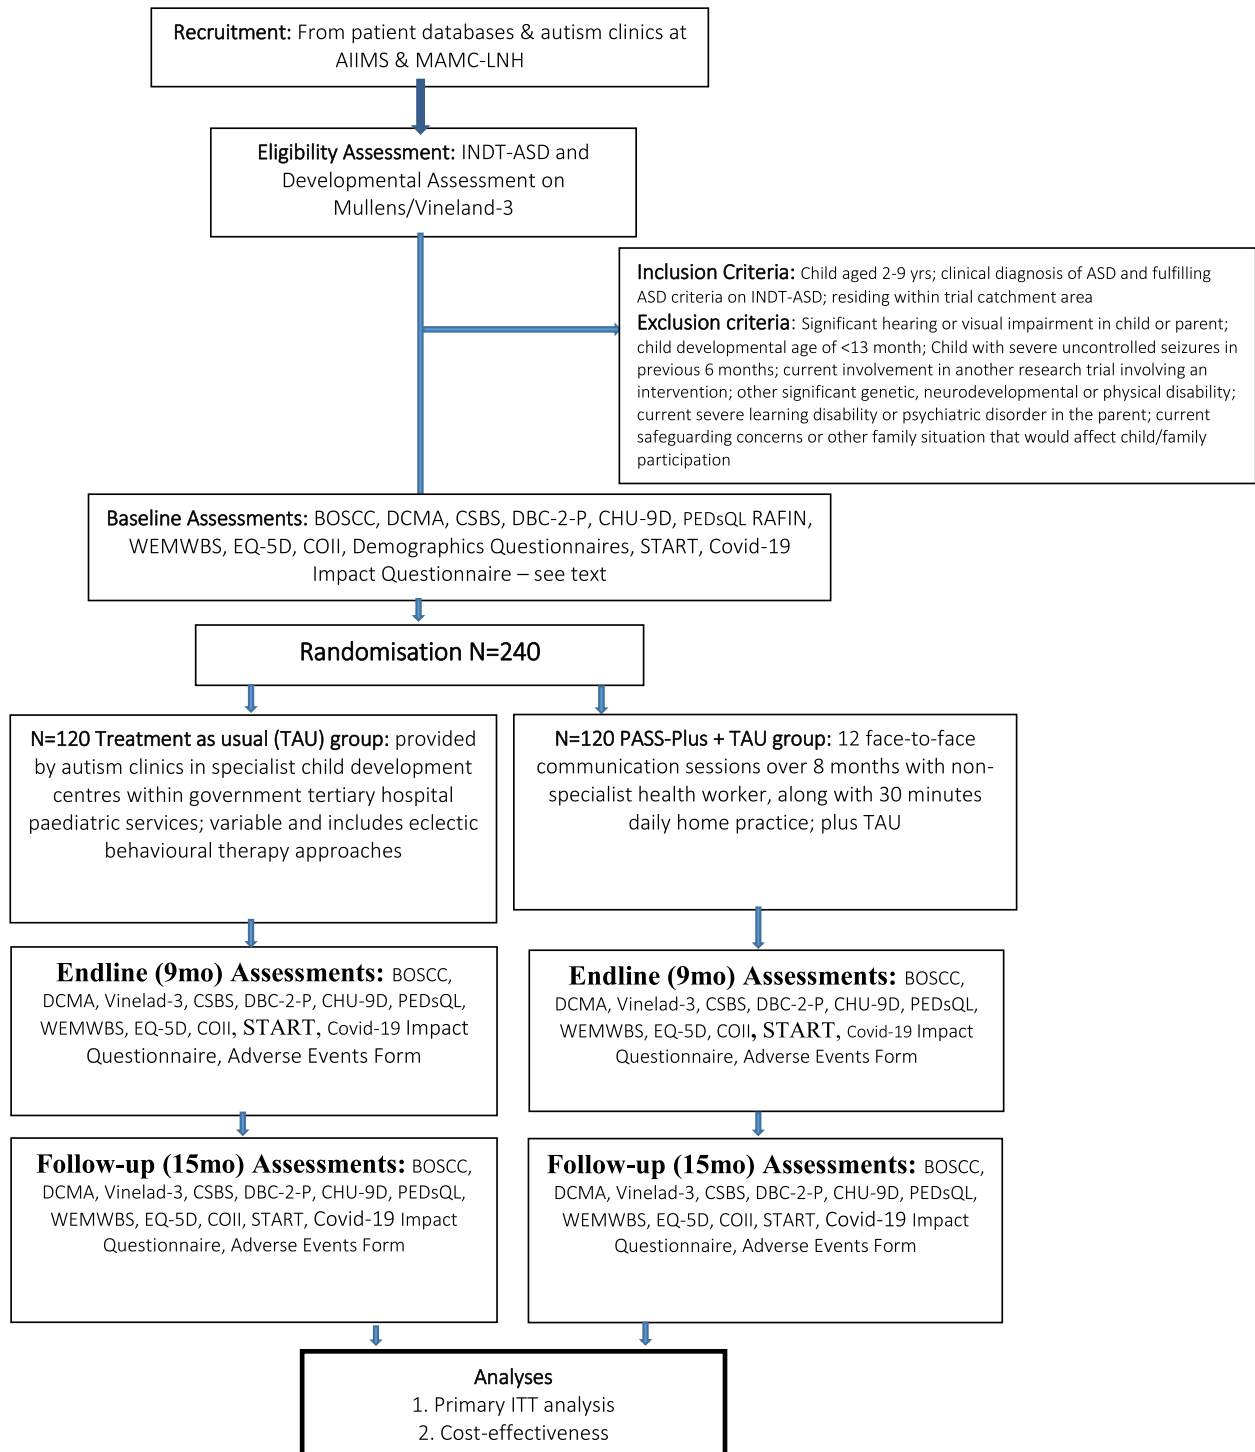 Recruitment: From patient databases & autism clinics at
AIIMS & MAMC-LNH
Eligibility Assessment: INDT-ASD and
Developmental Assessment on
Mullens/Vineland-3
Inclusion Criteria: Child aged 2-9 yrs; clinical diagnosis of ASD and fulfilling
ASD criteria on INDT-ASD; residing within trial catchment area
Exclusion criteria: Significant hearing or visual impairment in child or parent;
child developmental age of <13 month; Child with severe uncontrolled seizures in
previous 6 months; current involvement in another research trial involving an
intervention; other significant genetic, neurodevelopmental or physical disability;
current severe learning disability or psychiatric disorder in the parent; current
safeguarding concerns or other family situation that would affect child/family
participation
Baseline Assessments: BOSCC, DCMA, CSBS, DBC-2-P, CHU-9D, PEDsQL RAFIN,
WEMWBS, EQ-5D, COII, Demographics Questionnaires, START, Covid-19
Impact Questionnaire – see text
Randomisation N=240
N=120 Treatment as usual (TAU) group: provided
by autism clinics in specialist child development
centres within government tertiary hospital
paediatric services; variable and includes eclectic
behavioural therapy approaches
N=120 PASS-Plus + TAU group: 12 face-to-face
communication sessions over 8 months with non-
specialist health worker, along with 30 minutes
daily home practice; plus TAU
Endline (9mo) Assessments: BOSCC,
DCMA, Vinelad-3, CSBS, DBC-2-P, CHU-9D, PEDsQL,
WEMWBS, EQ-5D, COII, START, Covid-19 Impact
Questionnaire, Adverse Events Form
Endline (9mo) Assessments: BOSCC,
DCMA, Vinelad-3, CSBS, DBC-2-P, CHU-9D, PEDsQL,
WEMWBS, EQ-5D, COII, START, Covid-19 Impact
Questionnaire, Adverse Events Form
Follow-up (15mo) Assessments: BOSCC,
DCMA, Vinelad-3, CSBS, DBC-2-P, CHU-9D, PEDsQL,
WEMWBS, EQ-5D, COII, START, Covid-19 Impact
Questionnaire, Adverse Events Form
Follow-up (15mo) Assessments: BOSCC,
DCMA, Vinelad-3, CSBS, DBC-2-P, CHU-9D, PEDsQL,
WEMWBS, EQ-5D, COII, START, Covid-19 Impact
Questionnaire, Adverse Events Form
Analyses
1. Primary ITT analysis
2. Cost-effectiveness